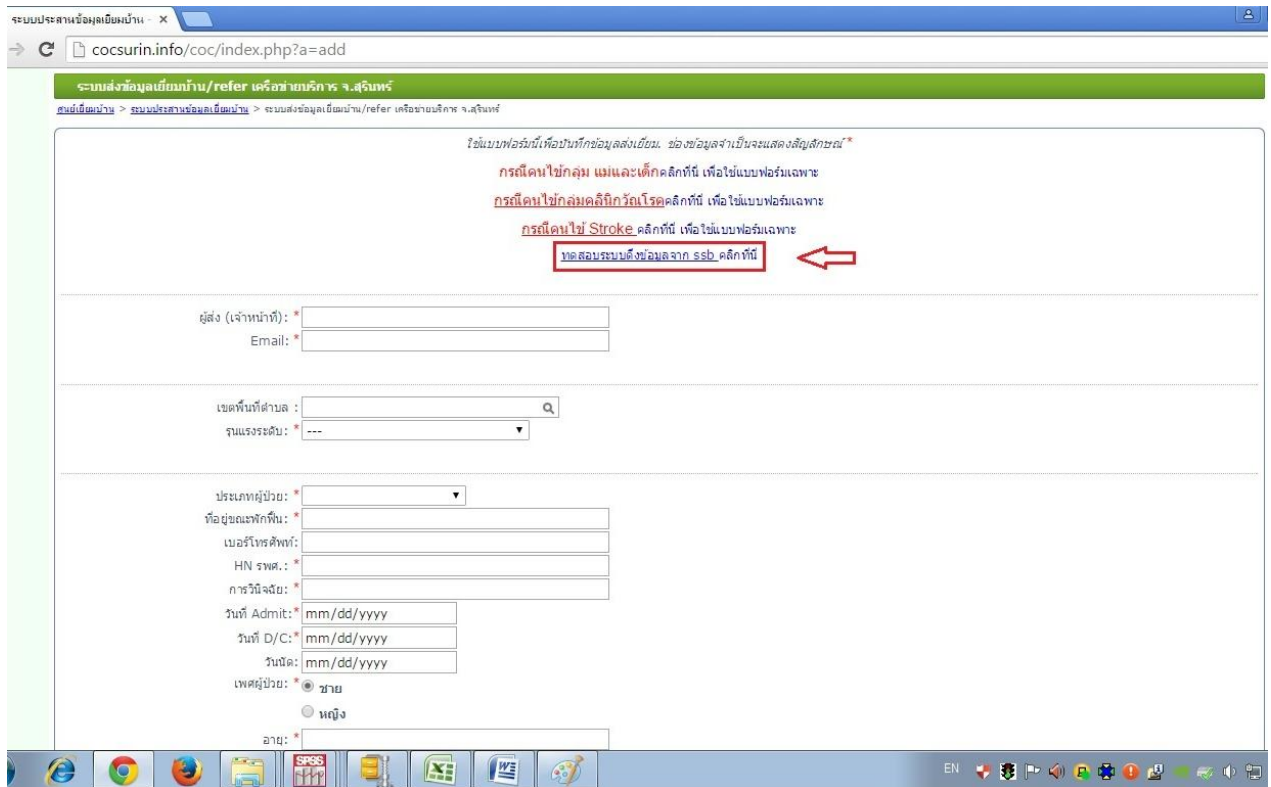 ระบบประสานข้อมูลเยี่ยมบ้าน -
cocsurin.info/coc/index.php?a=add
ระบบส่งข้อมูลเยี่ยมบ้าน/refer เครือข่ายบริการ จ.สุรินทร์
ศูนย์เยี่ยมบ้าน > ระบบประสานข้อมูลเยี่ยมบ้าน > ระบบส่งข้อมูลเยี่ยมบ้าน/refer เครือข่ายบริการ จ.สุรินทร์
ใช้แบบฟอร์มนี้เพื่อบันทึกข้อมูลส่งเยี่ยม. ช่องข้อมูลจำเป็นจะแสดงสัญลักษณ์ *
กรณีคนไข้กลุ่ม แม่และเด็กคลิกที่นี่ เพื่อใช้แบบฟอร์มเฉพาะ
กรณีคนไข้กลุ่มคลินิกวัณโรคคลิกที่นี่ เพื่อใช้แบบฟอร์มเฉพาะ
กรณีคนไข้ Stroke คลิกที่นี่ เพื่อใช้แบบฟอร์มเฉพาะ
ทดสอบระบบดึงข้อมูลจาก ssb คลิกที่นี่
ผู้ส่ง (เจ้าหน้าที่): *
Email: *
เขตพื้นที่ตำบล :
รุนแรงระดับ: * ---
ประเภทผู้ป่วย: *
ที่อยู่ขณะพักฟื้น: *
เบอร์โทรศัพท์:
HN รพศ.: *
การวินิจฉัย: *
วันที่ Admit:* mm/dd/yyyy
วันที่ D/C:* mm/dd/yyyy
วันนัด: mm/dd/yyyy
เพศผู้ป่วย: * ชาย
หญิง
อายุ: *
SPSS
EN